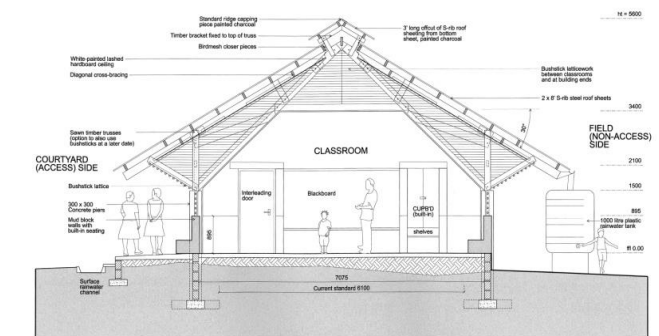 Standard ridge capping
piece painted charcoal
Timber bracket fixed to top of truss
Birdmesh closer pieces
White-painted lashed
hardboard ceiling
Diagonal cross-bracing
Sawn timber trusses
(option to also use
bushsticks at a later date)
COURTYARD
(ACCESS) SIDE
Bushstick lattice
300 x 300
Concrete piers
Mud block
walls with
built-in seating
Surface
rainwater
channel
3' long offcut of S-rib roof
sheeting from bottom
sheet, painted charcoal
CLASSROOM
Interleading
door
Blackboard
CUPB'D
(built-in)
shelves
895
7075
Current standard 6100
ht = 5600
Bushstick latticework
between classrooms
and at building ends
2 x 6' S-rib steel roof sheets
30°
3400
FIELD
(NON-ACCESS)
SIDE
2100
1500
895
1000 litre plastic
rainwater tank
ffl 0.00